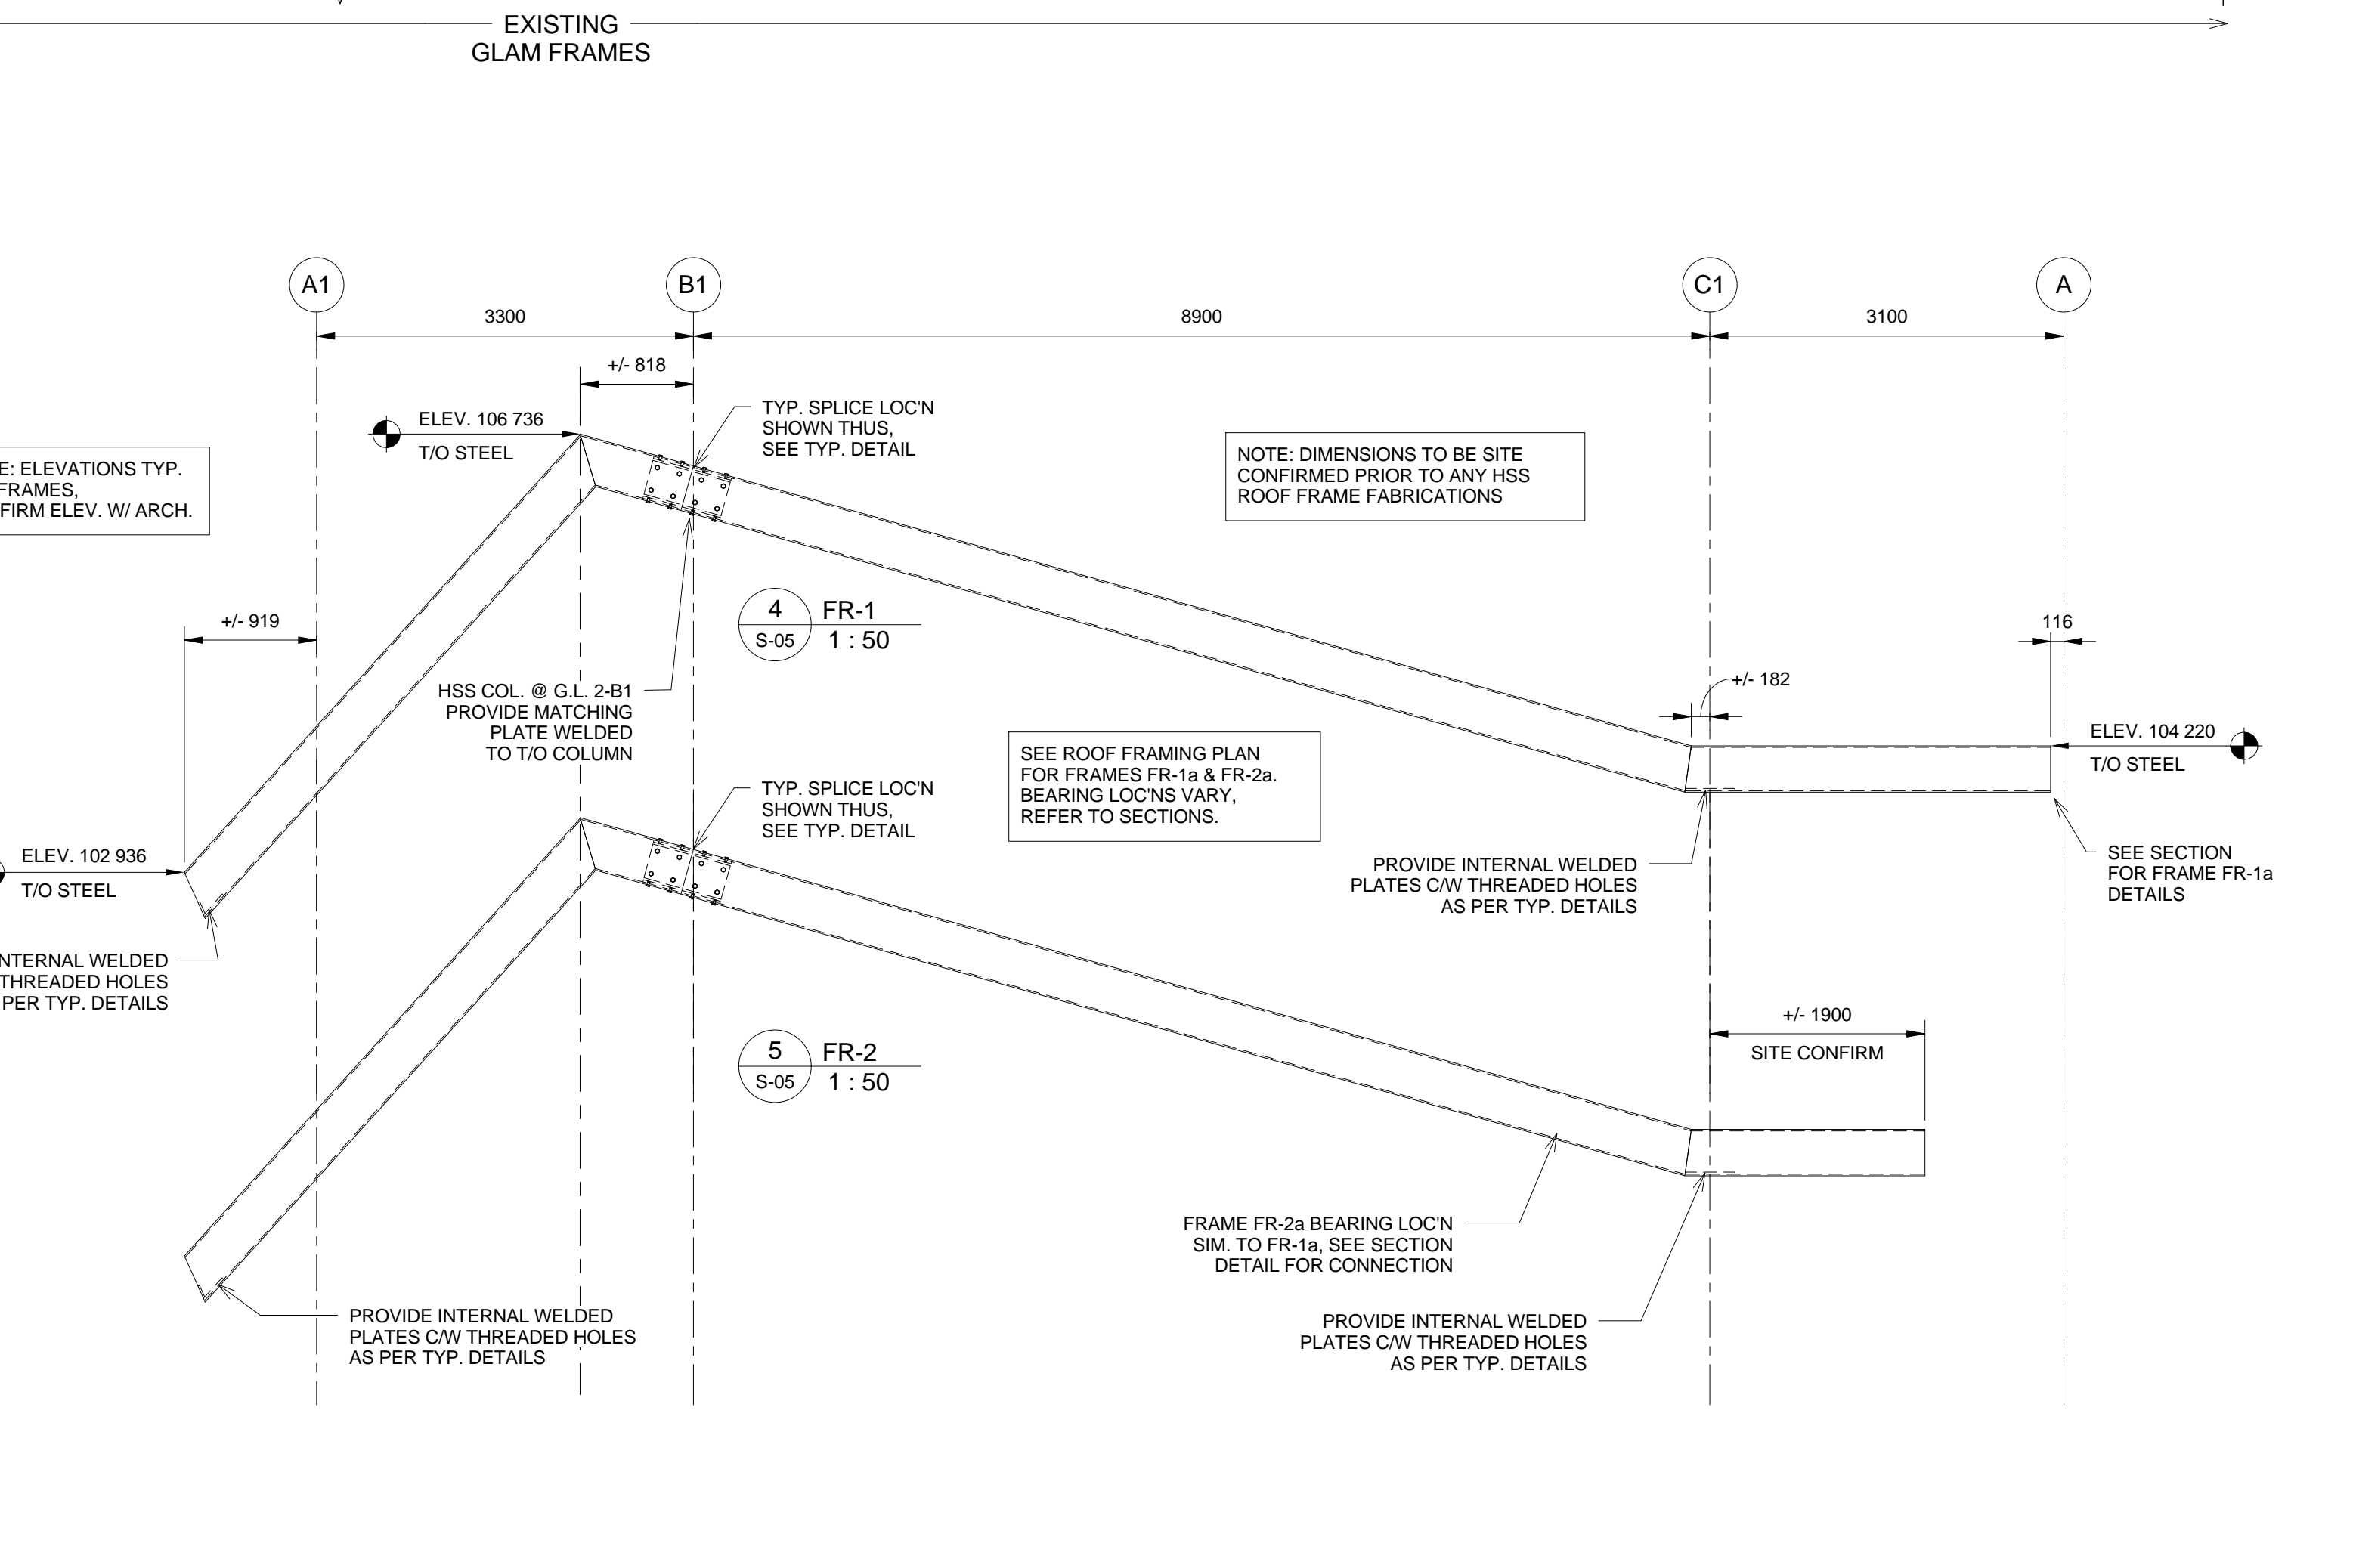 EXISTING
GLAM FRAMES
A1
B1
C1
A
3300
8900
3100
+/- 818
ELEV. 106 736
T/O STEEL
TYP. SPLICE LOC'N
SHOWN THUS,
SEE TYP. DETAIL
NOTE: DIMENSIONS TO BE SITE
CONFIRMED PRIOR TO ANY HSS
ROOF FRAME FABRICATIONS
E: ELEVATIONS TYP.
FRAMES,
FIRM ELEV. W/ ARCH.
+/- 919
4
S-05
FR-1
1 : 50
116
+/- 182
HSS COL. @ G.L. 2-B1
PROVIDE MATCHING
PLATE WELDED
TO T/O COLUMN
SEE ROOF FRAMING PLAN
FOR FRAMES FR-1a & FR-2a.
BEARING LOC'NS VARY,
REFER TO SECTIONS.
ELEV. 104 220
T/O STEEL
TYP. SPLICE LOC'N
SHOWN THUS,
SEE TYP. DETAIL
ELEV. 102 936
T/O STEEL
PROVIDE INTERNAL WELDED
PLATES C/W THREADED HOLES
AS PER TYP. DETAILS
SEE SECTION
FOR FRAME FR-1a
DETAILS
NTERNAL WELDED
THREADED HOLES
PER TYP. DETAILS
+/- 1900
SITE CONFIRM
5
S-05
FR-2
1 : 50
FRAME FR-2a BEARING LOC'N
SIM. TO FR-1a, SEE SECTION
DETAIL FOR CONNECTION
PROVIDE INTERNAL WELDED
PLATES C/W THREADED HOLES
AS PER TYP. DETAILS
PROVIDE INTERNAL WELDED
PLATES C/W THREADED HOLES
AS PER TYP. DETAILS